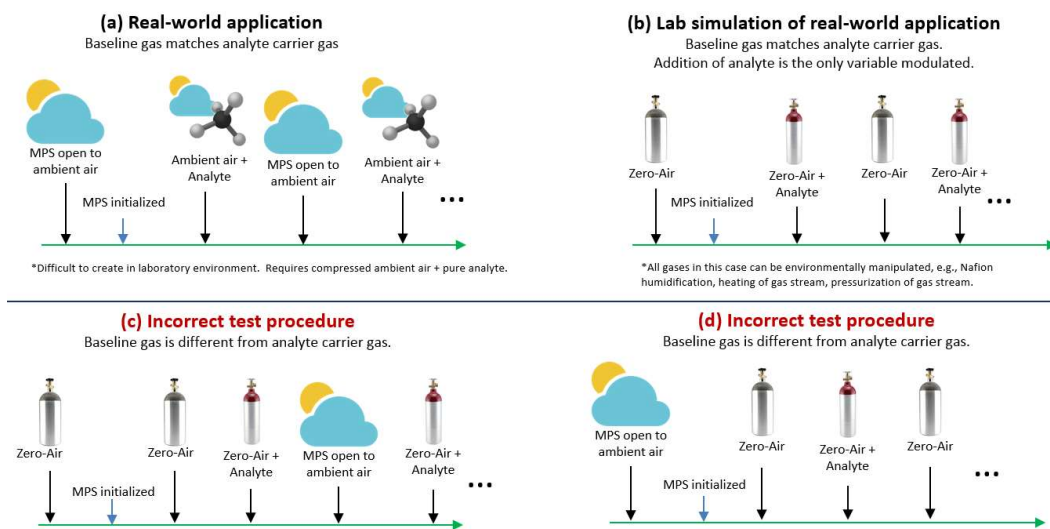 (a) Real-world application
Baseline gas matches analyte carrier gas
MPS open to
ambient air
Ambient air +
Analyte
MPS open to
ambient air
Ambient air +
Analyte
...
MPS initialized
*Difficult to create in laboratory environment. Requires compressed ambient air + pure analyte.
(b) Lab simulation of real-world application
Baseline gas matches analyte carrier gas.
Addition of analyte is the only variable modulated.
Zero-Air
Zero-Air +
Analyte
Zero-Air
Zero-Air +
Analyte
...
MPS initialized
*All gases in this case can be environmentally manipulated, e.g., Nafion
humidification, heating of gas stream, pressurization of gas stream.
(c) Incorrect test procedure
Baseline gas is different from analyte carrier gas.
Zero-Air
Zero-Air
Zero-Air +
Analyte
MPS open to
ambient air
Zero-Air +
Analyte
...
MPS initialized
(d) Incorrect test procedure
Baseline gas is different from analyte carrier gas.
MPS open to
ambient air
Zero-Air
Zero-Air +
Analyte
Zero-Air
...
MPS initialized